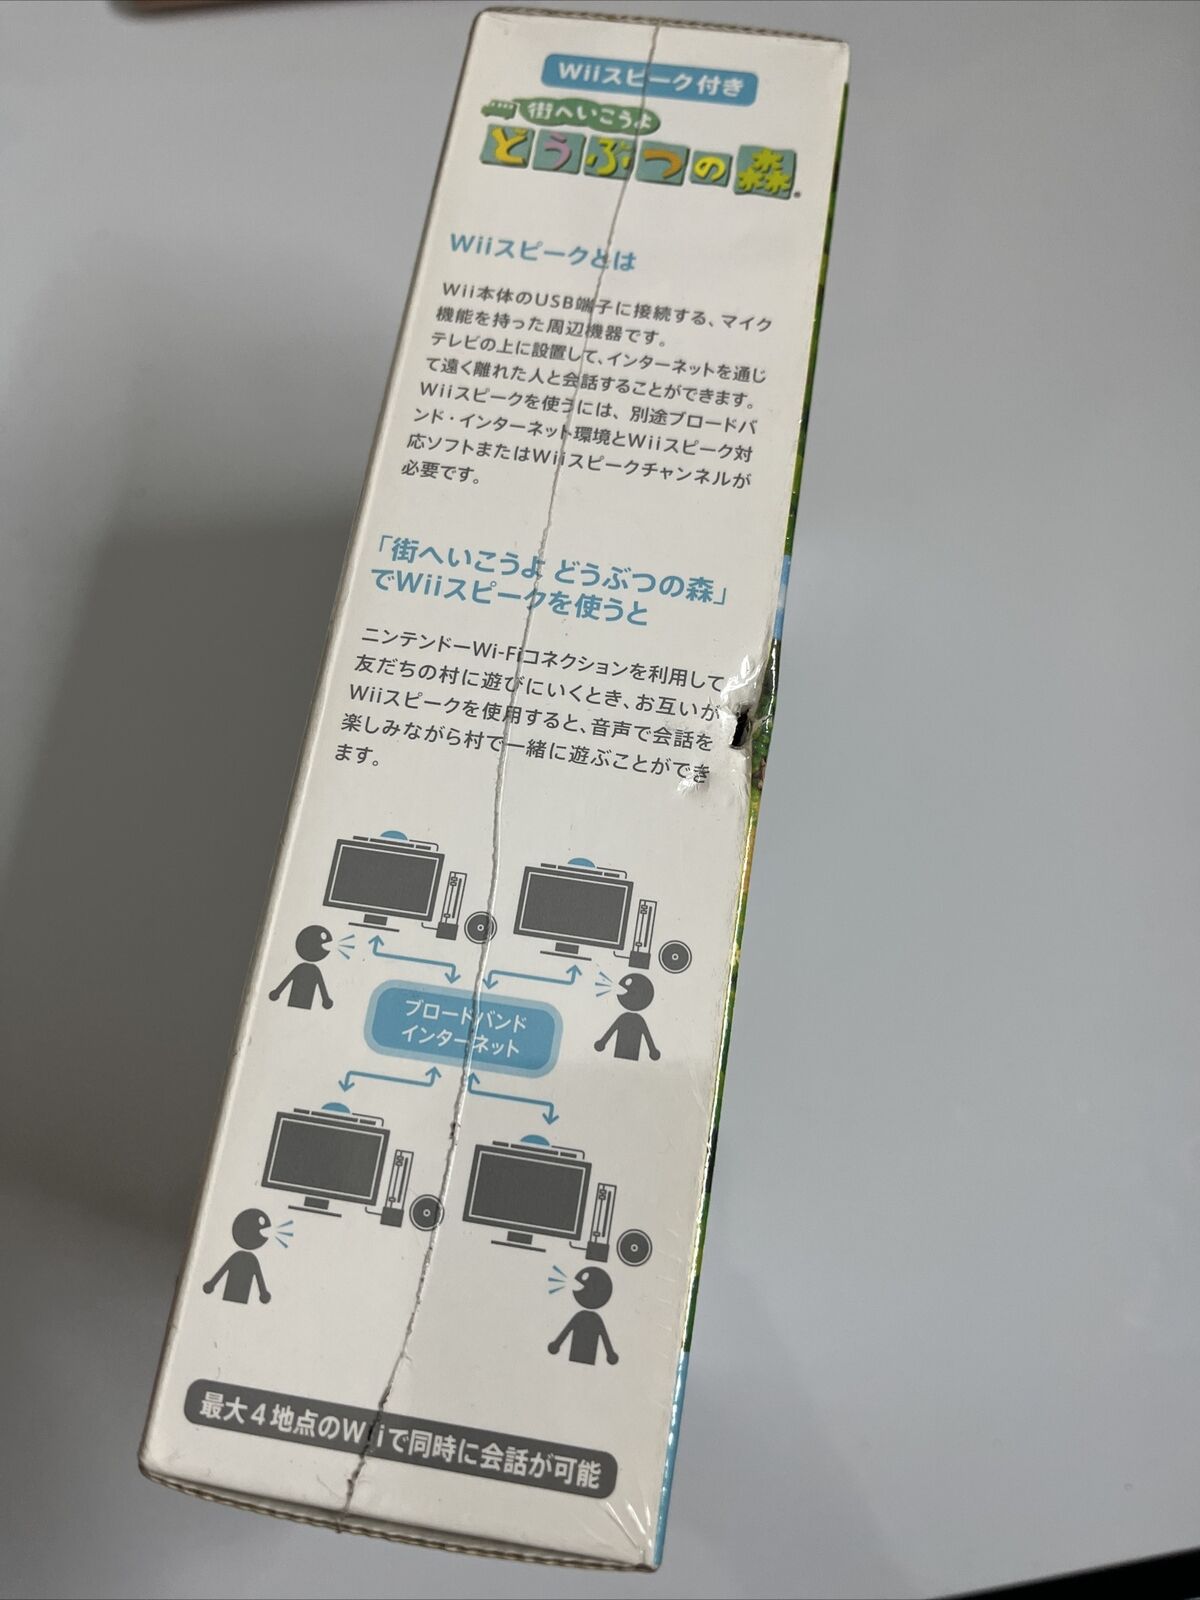 Wiiスピーク付き
街へいこうよ
どうぶつの森
Wiiスピークとは
Wii本体のUSB端子に接続する、マイク
機能を持った周辺機器です。
テレビの上に設置して、インターネットを通じ
て遠く離れた人と会話することができます。
Wiiスピークを使うには、別途ブロードバ
ンド・インターネット環境とWiiスピーク対
応ソフトまたはWiiスピークチャンネルが
必要です。
「街へいこうよ どうぶつの森」
でWiiスピークを使うと
ニンテンドーWi-Fiコネクションを利用して
友だちの村に遊びにいくとき、お互いが
Wiiスピークを使用すると、音声で会話を
楽しみながら村で一緒に遊ぶことができ
ます。
ブロードバンド
インターネット
最大4地点のWiiで同時に会話が可能